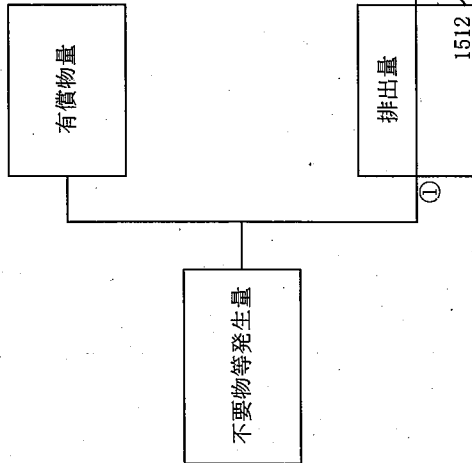 不要物等発生量
有償物量
排出量
①
1512